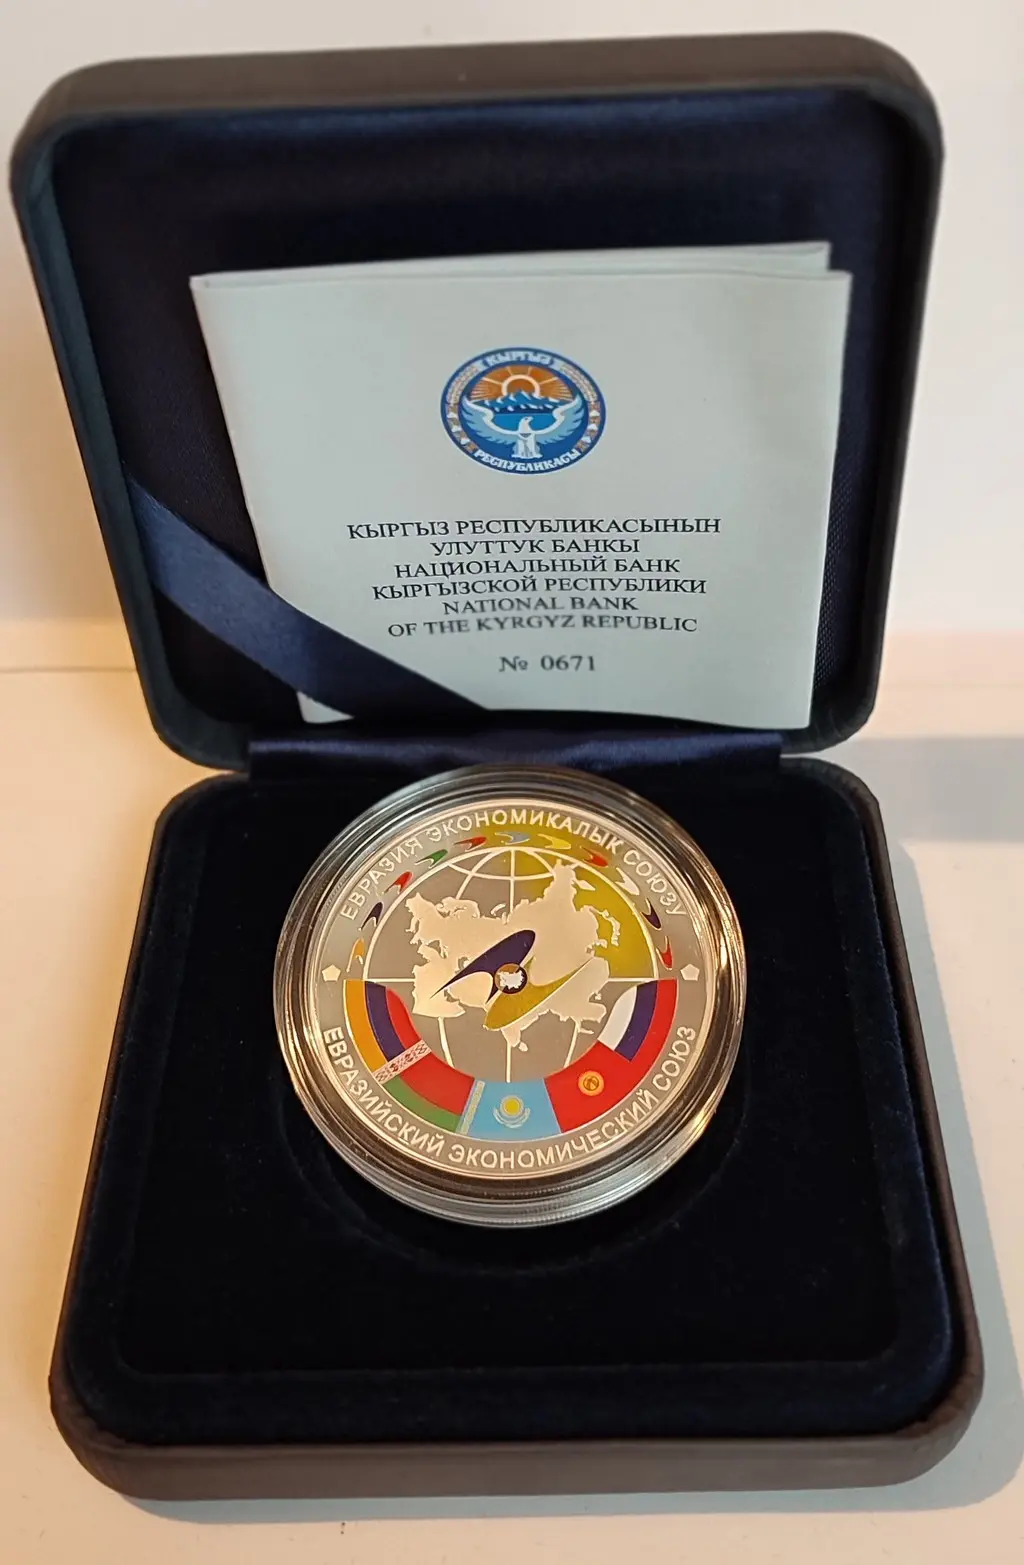 КЫРГЫЗ
РЕСПУБЛИКАСЫ
КЫРГЫЗ РЕСПУБЛИКАСЫНЫН
УЛУТТУК БАНКЫ
НАЦИОНАЛЬНЫЙ БАНК
КЫРГЫЗСКОЙ РЕСПУБЛИКИ
NATIONAL BANK
OF THE KYRGYZ REPUBLIC
№ 0671
ЕВРАЗИЯ ЭКОНОМИКАЛЫК СОЮЗУ
ЕВРАЗИЙСКИЙ ЭКОНОМИЧЕСКИЙ СОЮЗ